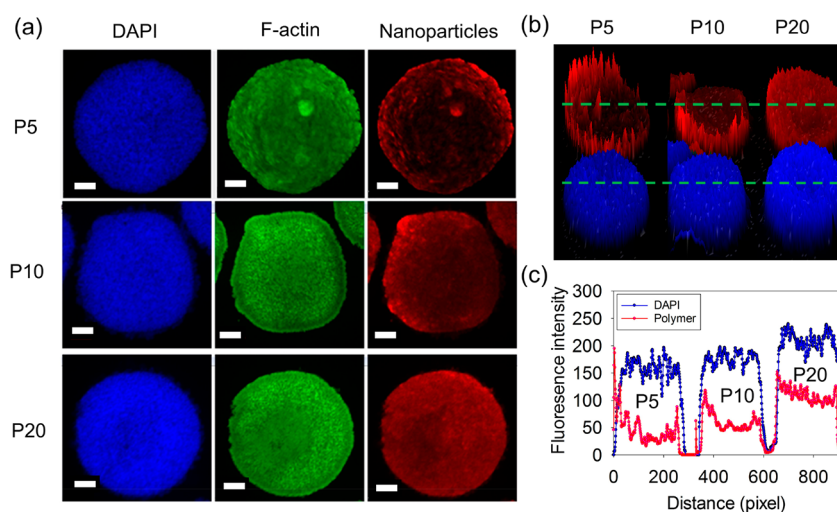 (a)
DAPI
F-actin
Nanoparticles
P5
P10
P20
(b)
P5
P10
P20
(c)
300
250
200
150
100
50
0
Fluoresence intensity
DAPI
Polymer
P5
P10
P20
0
200
400
600
800
Distance (pixel)